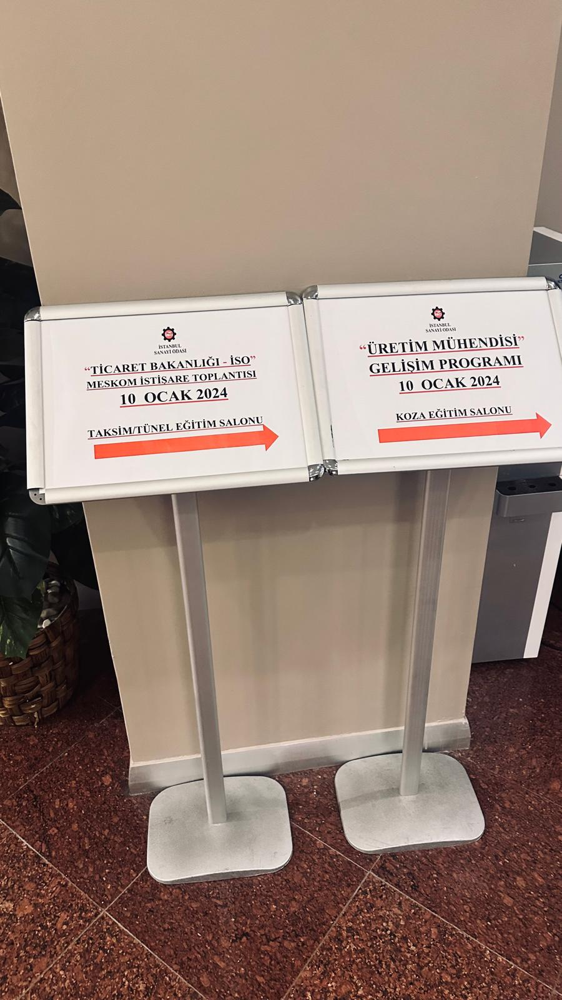 İSTANBUL
SANAYİ ODASI
“TİCARET BAKANLIĞI - İSO”
MESKOM İSTİŞARE TOPLANTISI
10 OCAK 2024
TAKSİM/TÜNEL EĞİTİM SALONU
İSTANBUL
SANAYİ ODASI
“ÜRETİM MÜHENDİSİ”
GELİŞİM PROGRAMI
10 OCAK 2024
KOZA EĞİTİM SALONU